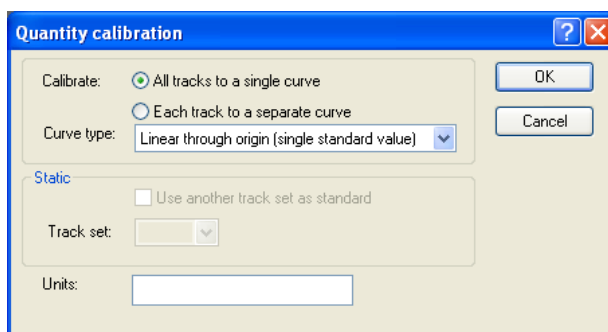 Quantity calibration
Calibrate:
All tracks to a single curve
OK
Each track to a separate curve
Cancel
Curve type:
Linear through origin (single standard value)
Static
Use another track set as standard
Track set:
Units: